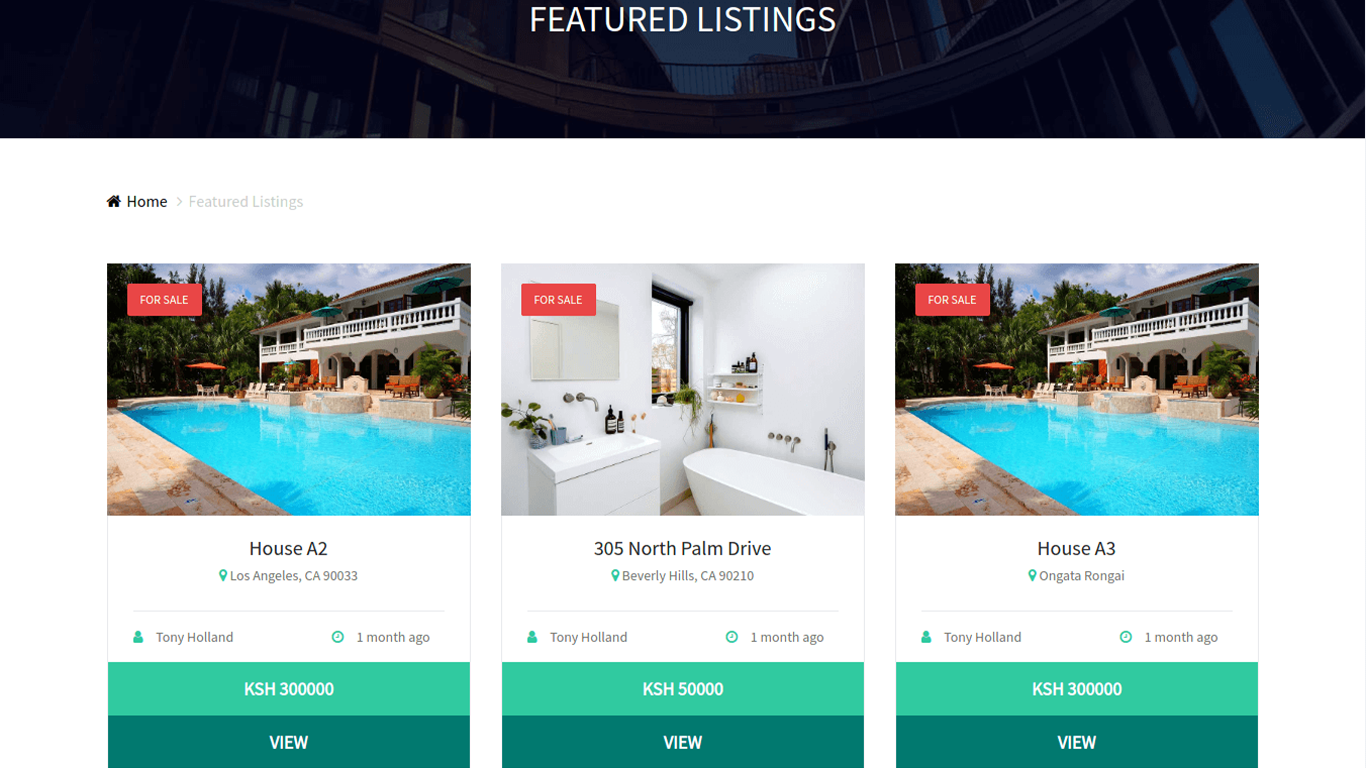 FEATURED LISTINGS
Home > Featured Listings
FOR SALE
House A2
Los Angeles, CA 90033
Tony Holland 1 month ago
KSH 300000
VIEW
FOR SALE
305 North Palm Drive
Beverly Hills, CA 90210
Tony Holland 1 month ago
KSH 50000
VIEW
FOR SALE
House A3
Ongata Rongai
Tony Holland 1 month ago
KSH 300000
VIEW